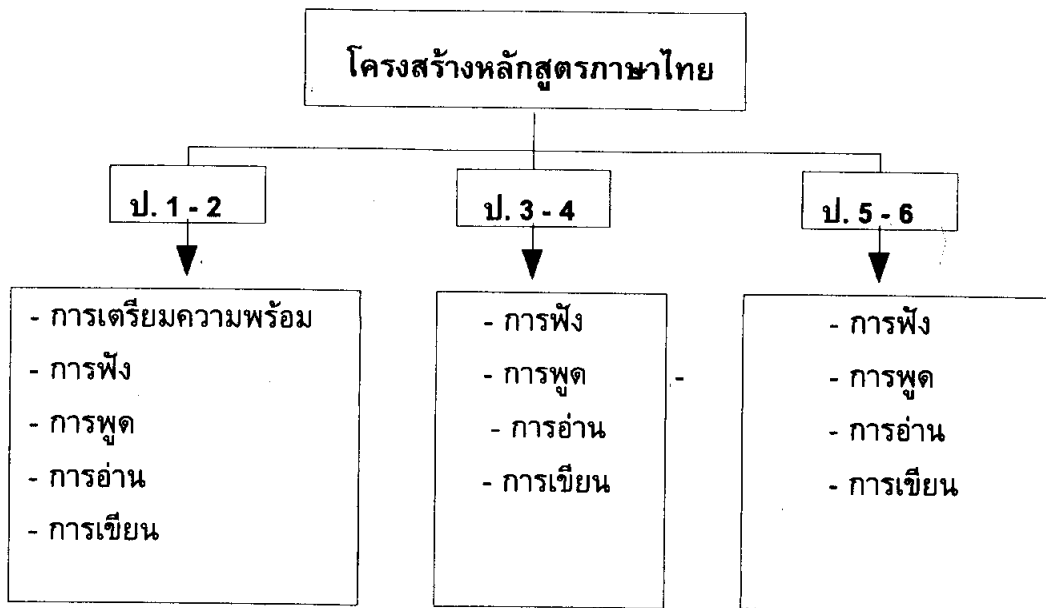 โครงสร้างหลักสูตรภาษาไทย
ป. 1 - 2
ป. 3 - 4
ป. 5 - 6
- การเตรียมความพร้อม
- การฟัง
- การพูด
- การอ่าน
- การเขียน
- การฟัง
- การพูด
- การอ่าน
- การเขียน
- การฟัง
- การพูด
- การอ่าน
- การเขียน